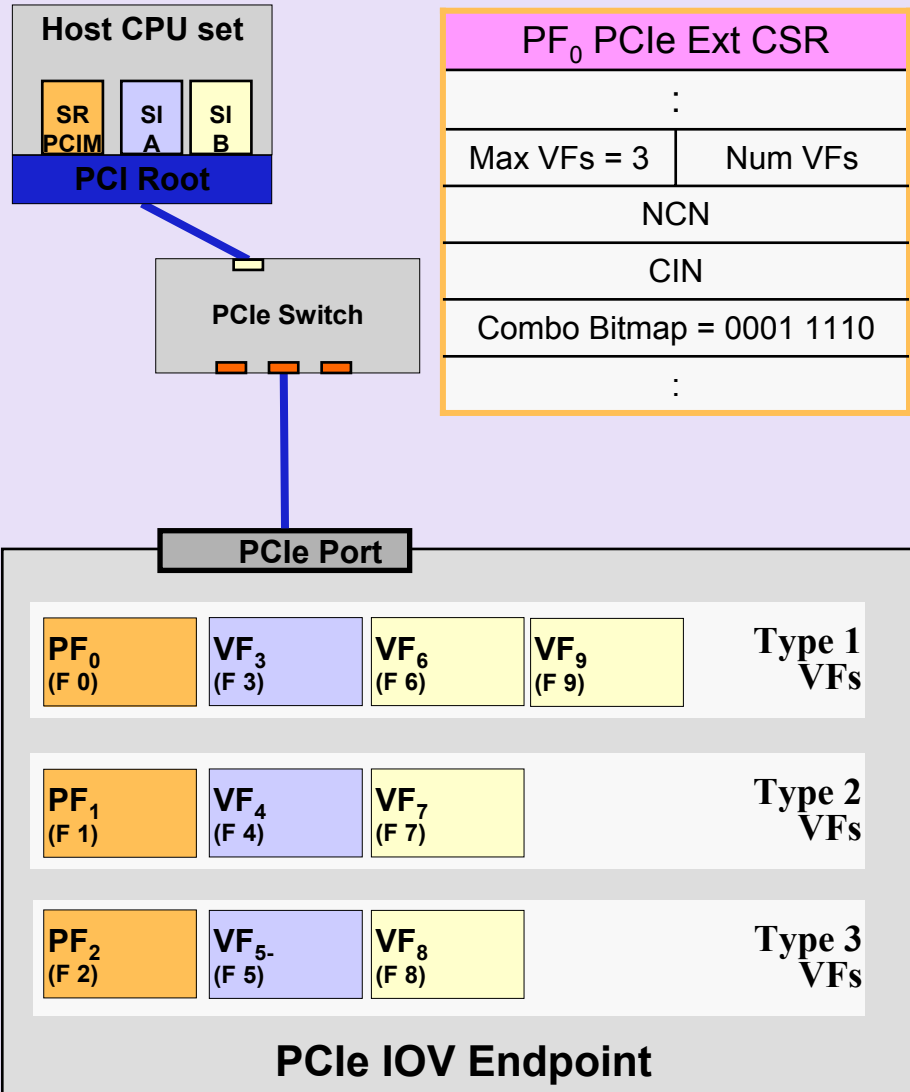 Host CPU set
SR
PCIM
SI
A
SI
B
PCI Root
PCIe Switch
PF0 PCIe Ext CSR
:
Max VFs = 3
Num VFs
NCN
CIN
Combo Bitmap = 0001 1110
:
PCIe Port
PF0
(F 0)
VF3
(F 3)
VF6
(F 6)
VF9
(F 9)
Type 1
VFs
PF1
(F 1)
VF4
(F 4)
VF7
(F 7)
Type 2
VFs
PF2
(F 2)
VF5-
(F 5)
VF8
(F 8)
Type 3
VFs
PCIe IOV Endpoint